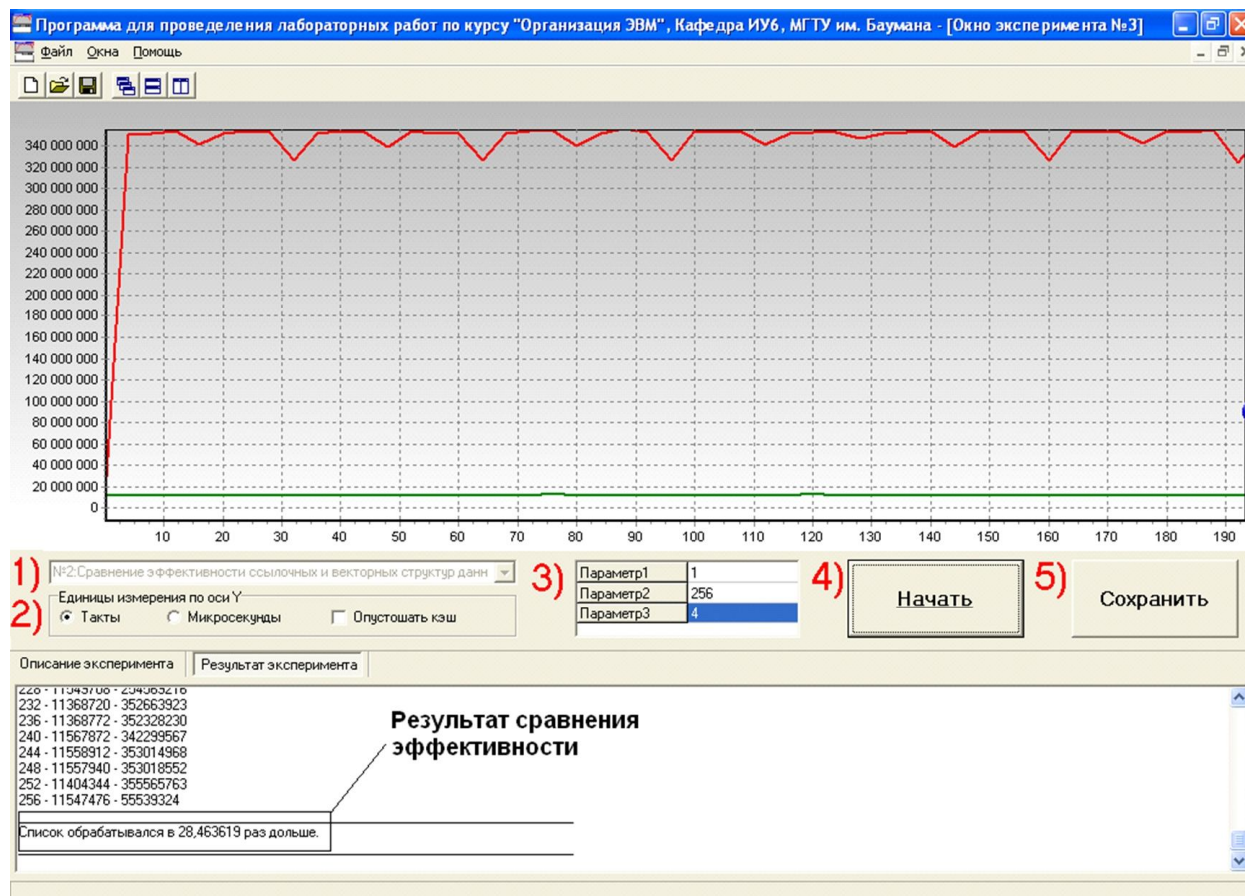 Программа для проведения лабораторных работ по курсу "Организация ЭВМ", Кафедра ИУ6, МГТУ им. Баумана - [Окно эксперимента №3]
Файл Окна Помощь
340 000 000
320 000 000
300 000 000
280 000 000
260 000 000
240 000 000
220 000 000
200 000 000
180 000 000
160 000 000
140 000 000
120 000 000
100 000 000
80 000 000
60 000 000
40 000 000
20 000 000
0
10 20 30 40 50 60 70 80 90 100 110 120 130 140 150 160 170 180 190
1) №2:Сравнение эффективности ссылочных и векторных структур данн
2) Единицы измерения по оси Y
Такты Микросекунды Опустошать кэш
3) Параметр1 1
Параметр2 256
Параметр3 4
4) Начать
5) Сохранить
Описание эксперимента Результат эксперимента
232 - 11368720 - 352663923
236 - 11368772 - 352328230
240 - 11567872 - 342299567
244 - 11558912 - 353014968
248 - 11557940 - 353018552
252 - 11404344 - 355565763
256 - 11547476 - 55539324
Результат сравнения
эффективности
Список обрабатывался в 28,463619 раз дольше.